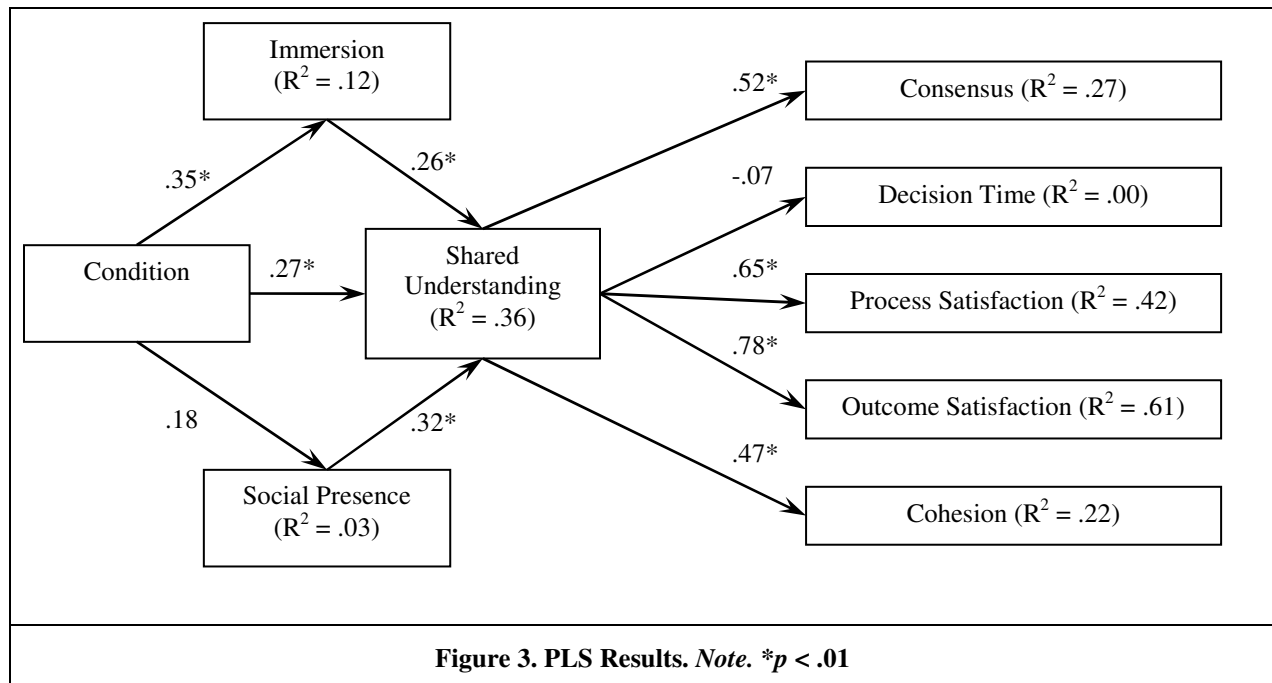 Immersion
(R² = .12)
.52*
Consensus (R² = .27)
.35*
.26*
-.07
Decision Time (R² = .00)
Condition
.27*
Shared
Understanding
(R² = .36)
.65*
Process Satisfaction (R² = .42)
.78*
Outcome Satisfaction (R² = .61)
.18
.32*
.47*
Social Presence
(R² = .03)
Cohesion (R² = .22)
Figure 3. PLS Results. Note. *p < .01